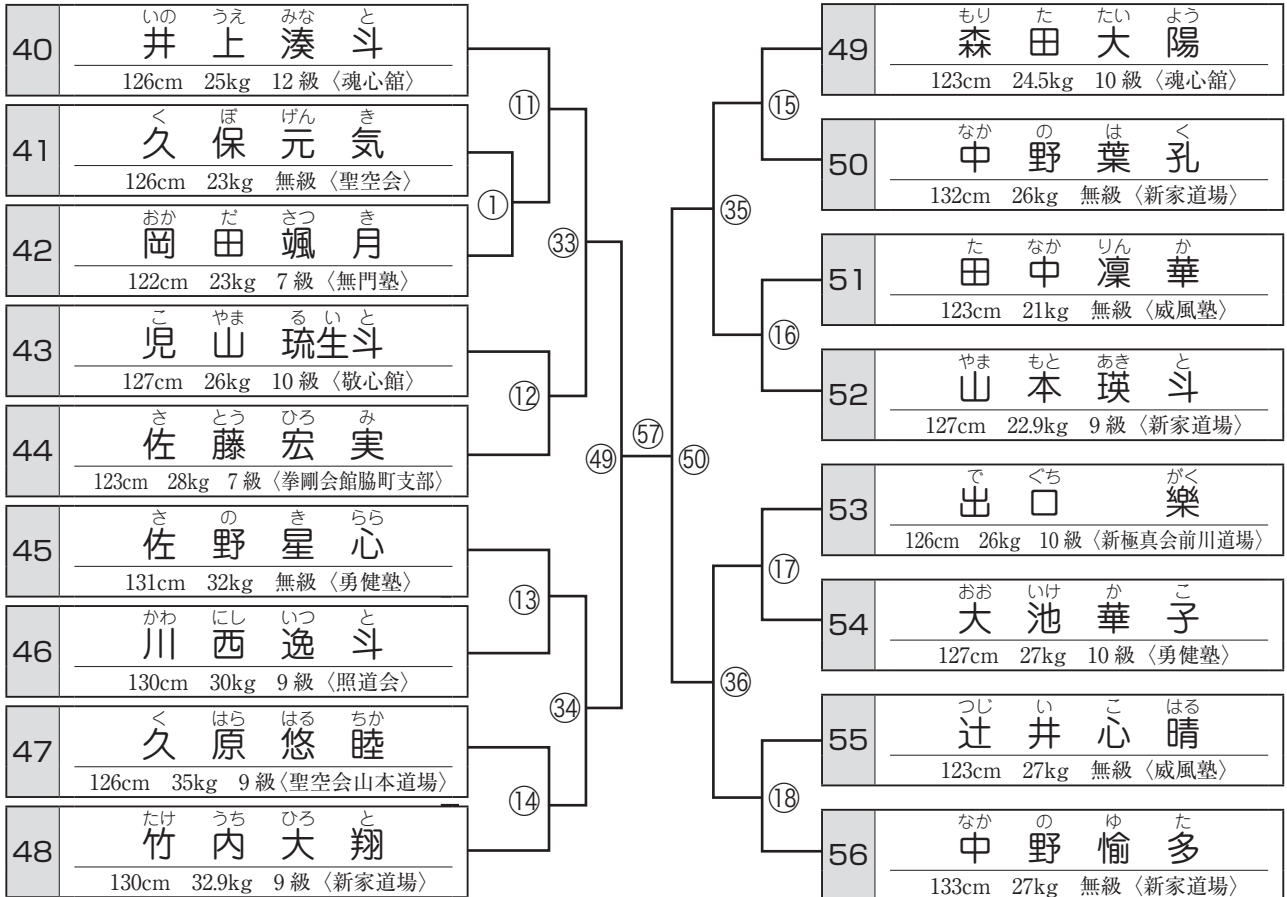 40
いの うえ みな と
井 上 湊 斗
126cm 25kg 12級〈魂心舘〉
41
く ぼ げん き
久 保 元 気
126cm 23kg 無級〈聖空会〉
42
おか だ さつ き
岡 田 颯 月
122cm 23kg 7級〈無門塾〉
43
こ やま る い と
児 山 琉生斗
127cm 26kg 10級〈敬心館〉
44
さ とう ひろ み
佐 藤 宏 実
123cm 28kg 7級〈拳剛会館脇町支部〉
45
さ の き らら
佐 野 星 心
131cm 32kg 無級〈勇健塾〉
46
かわ にし いつ と
川 西 逸 斗
130cm 30kg 9級〈照道会〉
47
く はら はる ちか
久 原 悠 睦
126cm 35kg 9級〈聖空会山本道場〉
48
たけ うち ひろ と
竹 内 大 翔
130cm 32.9kg 9級〈新家道場〉
⑪
①
㉝
⑫
⑬
㉞
⑭
㊾
57
㊿
⑮
㉟
⑯
⑰
㊱
⑱
49
もり た たい よう
森 田 大 陽
123cm 24.5kg 10級〈魂心舘〉
50
なか の は く
中 野 葉 孔
132cm 26kg 無級〈新家道場〉
51
た なか りん か
田 中 凜 華
123cm 21kg 無級〈威風塾〉
52
やま もと あき と
山 本 瑛 斗
127cm 22.9kg 9級〈新家道場〉
53
で ぐち がく
出 口 樂
126cm 26kg 10級〈新極真会前川道場〉
54
おお いけ か こ
大 池 華 子
127cm 27kg 10級〈勇健塾〉
55
つじ い こ はる
辻 井 心 晴
123cm 27kg 無級〈威風塾〉
56
なか の ゆ た
中 野 愉 多
133cm 27kg 無級〈新家道場〉